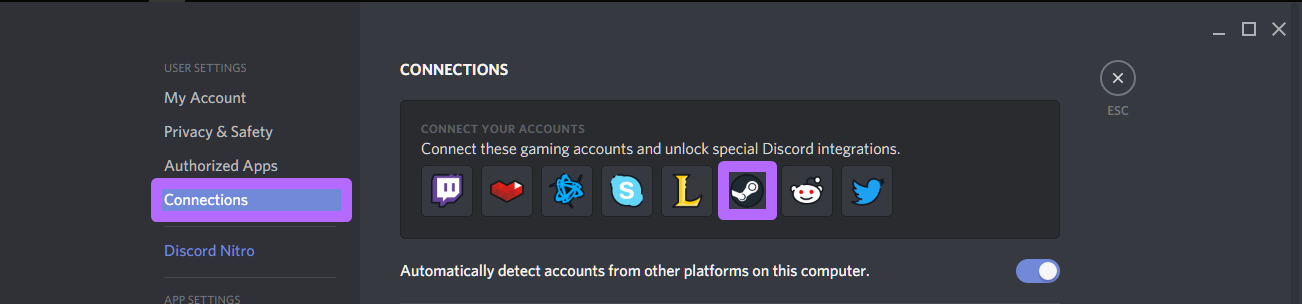 USER SETTINGS
My Account
Privacy & Safety
Authorized Apps
Connections
Discord Nitro
APP SETTINGS
CONNECTIONS
CONNECT YOUR ACCOUNTS
Connect these gaming accounts and unlock special Discord integrations.
L
Automatically detect accounts from other platforms on this computer.
ESC